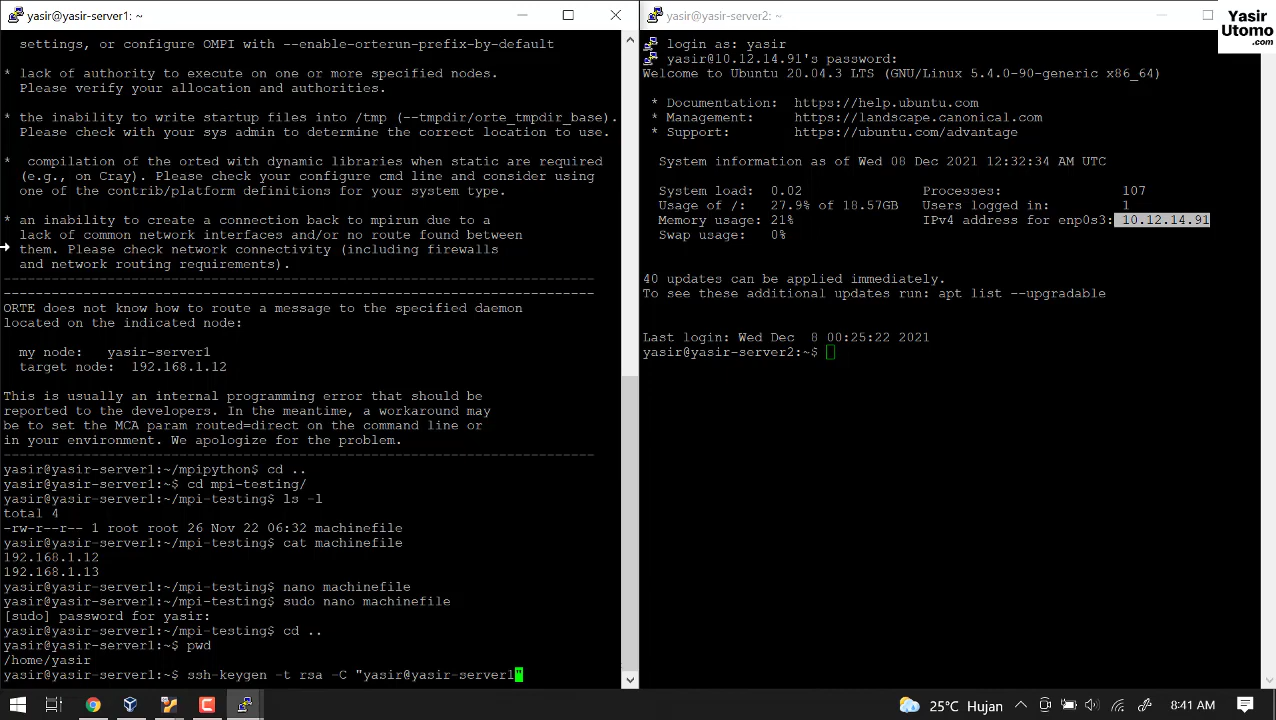 yasir@yasir-server1: ~
settings, or configure OMPI with --enable-orterun-prefix-by-default
* lack of authority to execute on one or more specified nodes.
Please verify your allocation and authorities.
* the inability to write startup files into /tmp (--tmpdir/orte_tmpdir_base).
Please check with your sys admin to determine the correct location to use.
*  compilation of the orted with dynamic libraries when static are required
(e.g., on Cray). Please check your configure cmd line and consider using
one of the contrib/platform definitions for your system type.
* an inability to create a connection back to mpirun due to a
lack of common network interfaces and/or no route found between
them. Please check network connectivity (including firewalls
and network routing requirements).
--------------------------------------------------------------------------
--------------------------------------------------------------------------
ORTE does not know how to route a message to the specified daemon
located on the indicated node:
my node:   yasir-server1
target node:  192.168.1.12
This is usually an internal programming error that should be
reported to the developers. In the meantime, a workaround may
be to set the MCA param routed=direct on the command line or
in your environment. We apologize for the problem.
--------------------------------------------------------------------------
yasir@yasir-server1:~/mpipython$ cd ..
yasir@yasir-server1:~$ cd mpi-testing/
yasir@yasir-server1:~/mpi-testing$ ls -l
total 4
-rw-r--r-- 1 root root 26 Nov 22 06:32 machinefile
yasir@yasir-server1:~/mpi-testing$ cat machinefile
192.168.1.12
192.168.1.13
yasir@yasir-server1:~/mpi-testing$ nano machinefile
yasir@yasir-server1:~/mpi-testing$ sudo nano machinefile
[sudo] password for yasir:
yasir@yasir-server1:~/mpi-testing$ cd ..
yasir@yasir-server1:~$ pwd
/home/yasir
yasir@yasir-server1:~$ ssh-keygen -t rsa -C "yasir@yasir-server1"
yasir@yasir-server2: ~
login as: yasir
yasir@10.12.14.91's password:
Welcome to Ubuntu 20.04.3 LTS (GNU/Linux 5.4.0-90-generic x86_64)
* Documentation:  https://help.ubuntu.com
* Management:     https://landscape.canonical.com
* Support:        https://ubuntu.com/advantage
System information as of Wed 08 Dec 2021 12:32:34 AM UTC
System load:  0.02               Processes:               107
Usage of /:   27.9% of 18.57GB   Users logged in:         1
Memory usage: 21%                IPv4 address for enp0s3: 10.12.14.91
Swap usage:   0%
40 updates can be applied immediately.
To see these additional updates run: apt list --upgradable
Last login: Wed Dec  8 00:25:22 2021
yasir@yasir-server2:~$
Yasir
Utomo
.com
25°C Hujan
8:41 AM